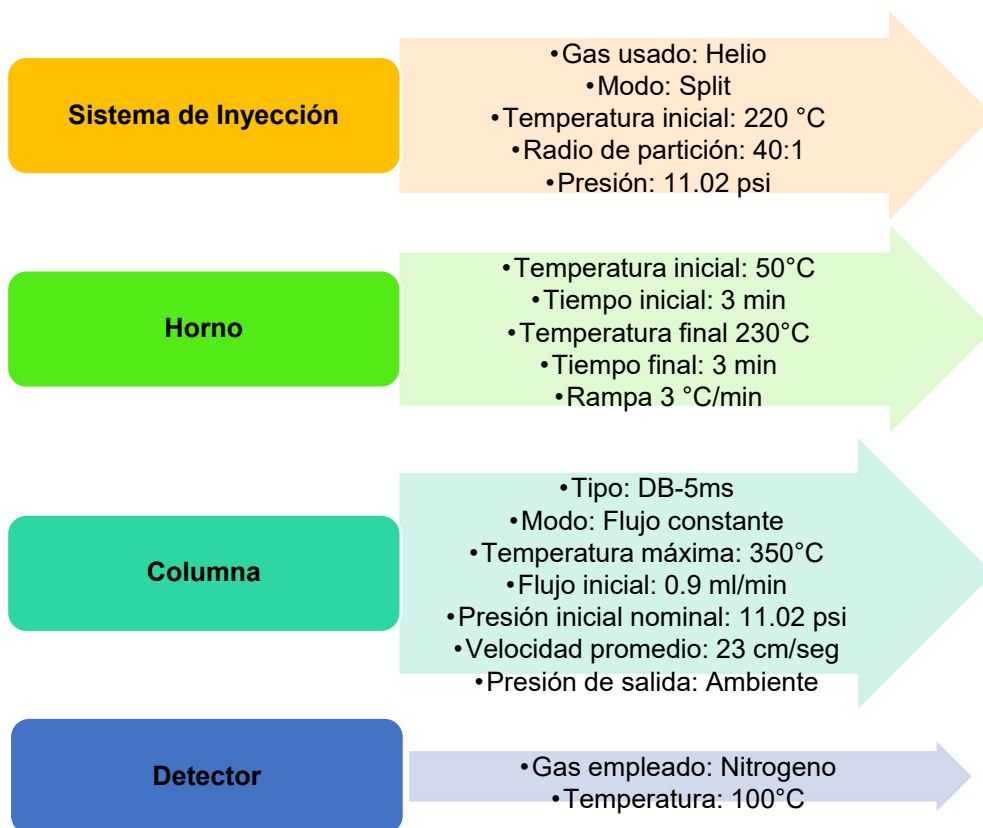 Sistema de Inyección
•Gas usado: Helio
•Modo: Split
•Temperatura inicial: 220 °C
•Radio de partición: 40:1
•Presión: 11.02 psi
Horno
•Temperatura inicial: 50°C
•Tiempo inicial: 3 min
•Temperatura final 230°C
•Tiempo final: 3 min
•Rampa 3 °C/min
Columna
•Tipo: DB-5ms
•Modo: Flujo constante
•Temperatura máxima: 350°C
•Flujo inicial: 0.9 ml/min
•Presión inicial nominal: 11.02 psi
•Velocidad promedio: 23 cm/seg
•Presión de salida: Ambiente
Detector
•Gas empleado: Nitrogeno
•Temperatura: 100°C